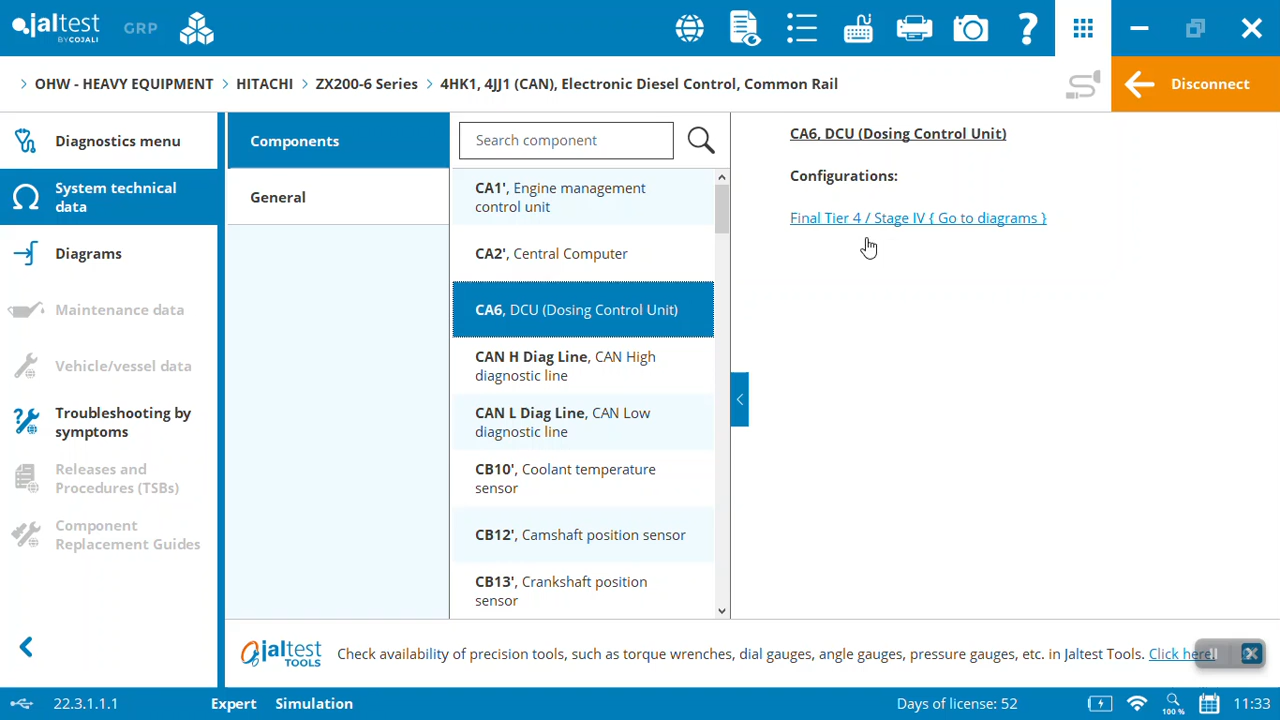 jaltest
BY COJALI
GRP
?
OHW - HEAVY EQUIPMENT
HITACHI
ZX200-6 Series
4HK1, 4JJ1 (CAN), Electronic Diesel Control, Common Rail
Disconnect
Diagnostics menu
System technical
data
Diagrams
Maintenance data
Vehicle/vessel data
Troubleshooting by
symptoms
Releases and
Procedures (TSBs)
Component
Replacement Guides
Components
General
Search component
CA1', Engine management
control unit
CA2', Central Computer
CA6, DCU (Dosing Control Unit)
CAN H Diag Line, CAN High
diagnostic line
CAN L Diag Line, CAN Low
diagnostic line
CB10', Coolant temperature
sensor
CB12', Camshaft position sensor
CB13', Crankshaft position
sensor
CA6, DCU (Dosing Control Unit)
Configurations:
Final Tier 4 / Stage IV { Go to diagrams }
jaltest
TOOLS
Check availability of precision tools, such as torque wrenches, dial gauges, angle gauges, pressure gauges, etc. in Jaltest Tools. Click here
22.3.1.1.1
Expert
Simulation
Days of license: 52
100 %
11:33